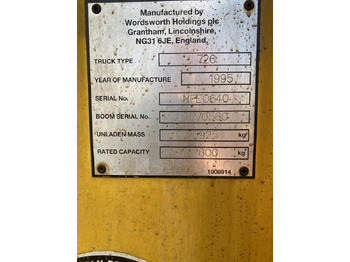 Manufactured by
Wordsworth Holdings plc
Grantham, Lincolnshire,
NG31 6JE, England.
TRUCK TYPE 726
YEAR OF MANUFACTURE 1995
SERIAL No.
BOOM SERIAL No.
UNLADEN MASS kg
RATED CAPACITY 2600 kg
1008914